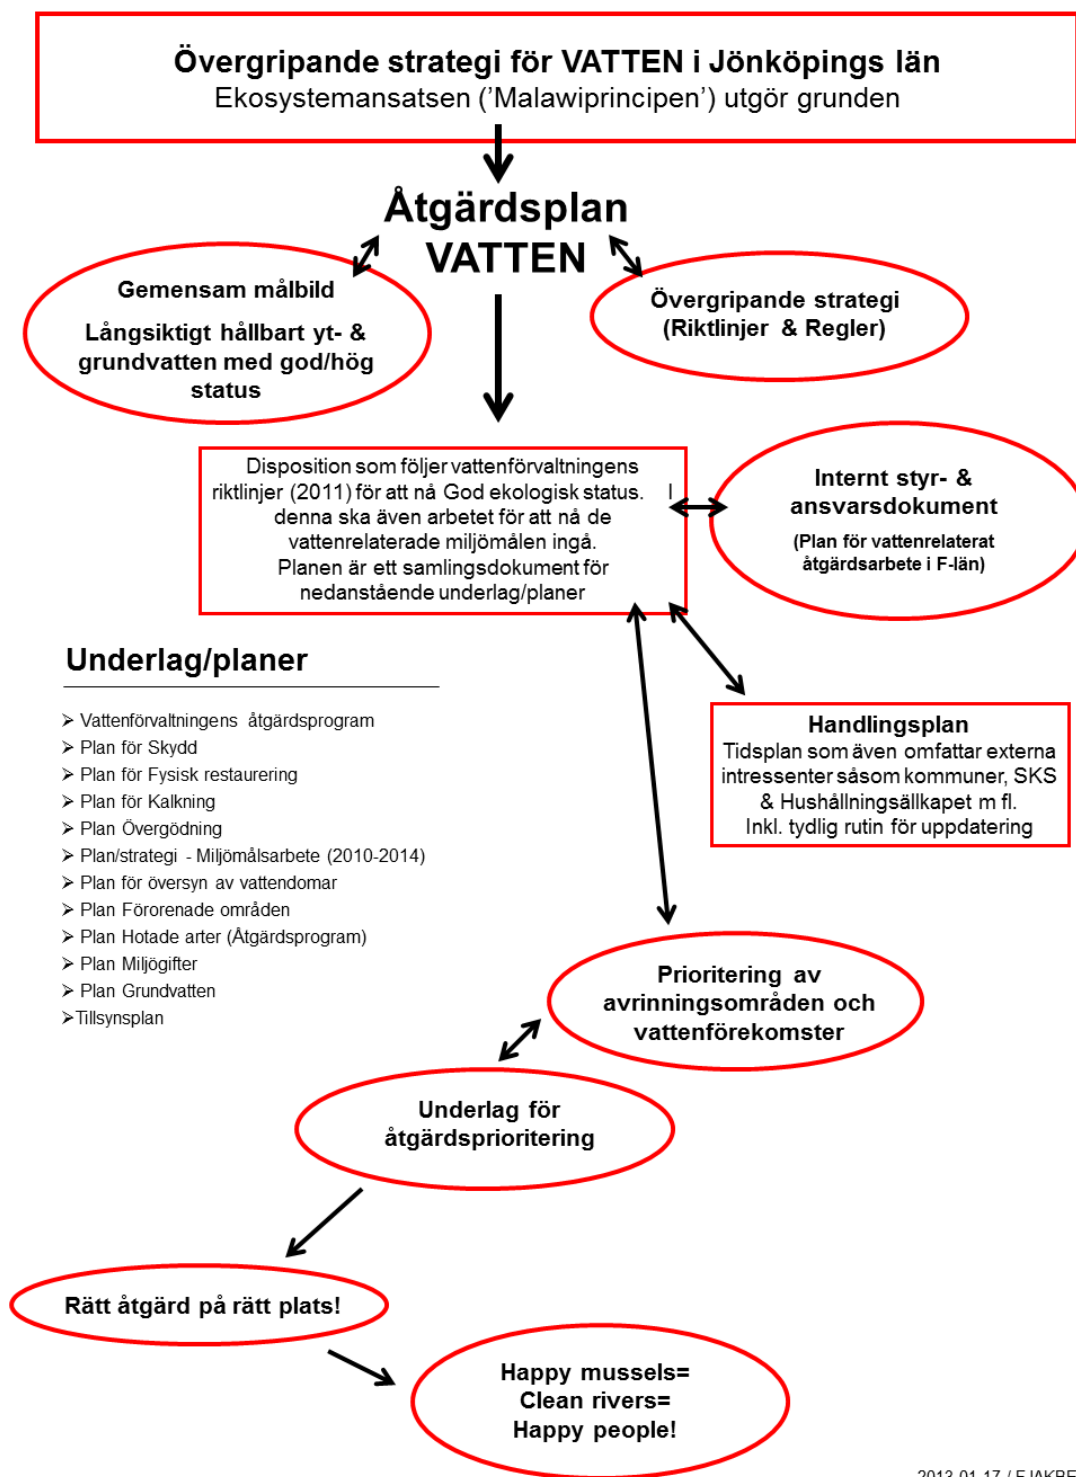 Övergripande strategi för VATTEN i Jönköpings län
Ekosystemansatsen ('Malawiprincipen') utgör grunden
Åtgärdsplan
VATTEN
Gemensam målbild
Långsiktigt hållbart yt- &
grundvatten med god/hög
status
Övergripande strategi
(Riktlinjer & Regler)
Disposition som följer vattenförvaltningens
riktlinjer (2011) för att nå God ekologisk status. I
denna ska även arbetet för att nå de
vattenrelaterade miljömålen ingå.
Planen är ett samlingsdokument för
nedanstående underlag/planer
Internt styr- &
ansvarsdokument
(Plan för vattenrelaterat
åtgärdsarbete i F-län)
Underlag/planer
➢ Vattenförvaltningens åtgärdsprogram
➢ Plan för Skydd
➢ Plan för Fysisk restaurering
➢ Plan för Kalkning
➢ Plan Övergödning
➢ Plan/strategi - Miljömålsarbete (2010-2014)
➢ Plan för översyn av vattendomar
➢ Plan Förorenade områden
➢ Plan Hotade arter (Åtgärdsprogram)
➢ Plan Miljögifter
➢ Plan Grundvatten
➢Tillsynsplan
Handlingsplan
Tidsplan som även omfattar externa
intressenter såsom kommuner, SKS
& Hushållningsällkapet m fl.
Inkl. tydlig rutin för uppdatering
Prioritering av
avrinningsområden och
vattenförekomster
Underlag för
åtgärdsprioritering
Rätt åtgärd på rätt plats!
Happy mussels=
Clean rivers=
Happy people!
2013-01-17 / FJAKBE